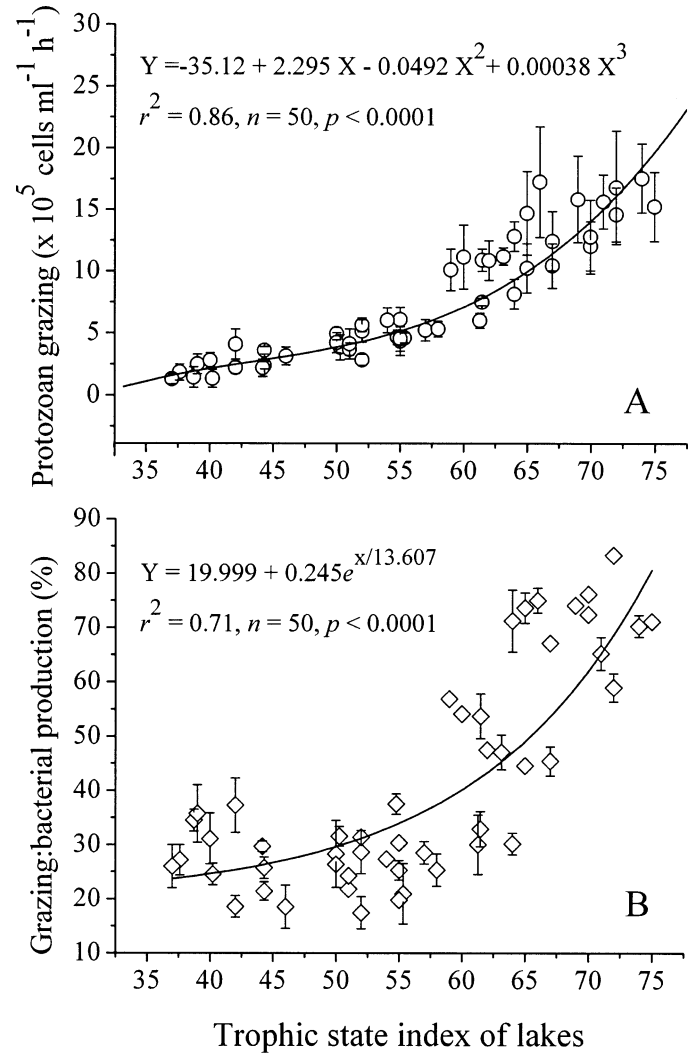 30
Y =-35.12 + 2.295 X - 0.0492 X² + 0.00038 X³
r² = 0.86, n = 50, p < 0.0001
25
20
15
10
5
0
A
Protozoan grazing (x 10⁵ cells ml⁻¹ h⁻¹)
35 40 45 50 55 60 65 70 75
90
Y = 19.999 + 0.245e^x/13.607
r² = 0.71, n = 50, p < 0.0001
80
70
60
50
40
30
20
10
B
Grazing:bacterial production (%)
35 40 45 50 55 60 65 70 75
Trophic state index of lakes